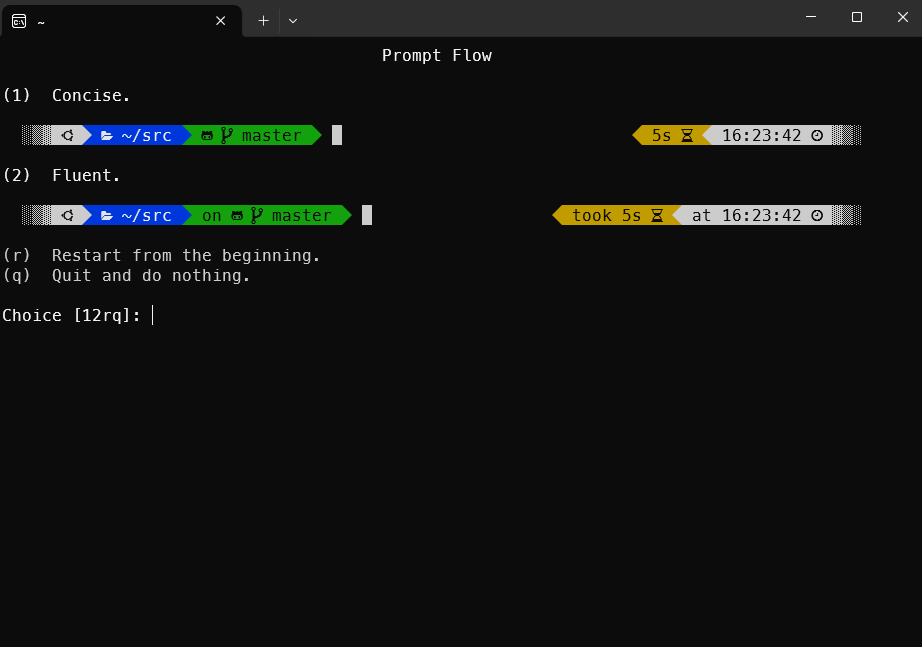 ~
Prompt Flow
(1) Concise.
~/src master 5s 16:23:42
(2) Fluent.
~/src on master took 5s at 16:23:42
(r) Restart from the beginning.
(q) Quit and do nothing.
Choice [12rq]: